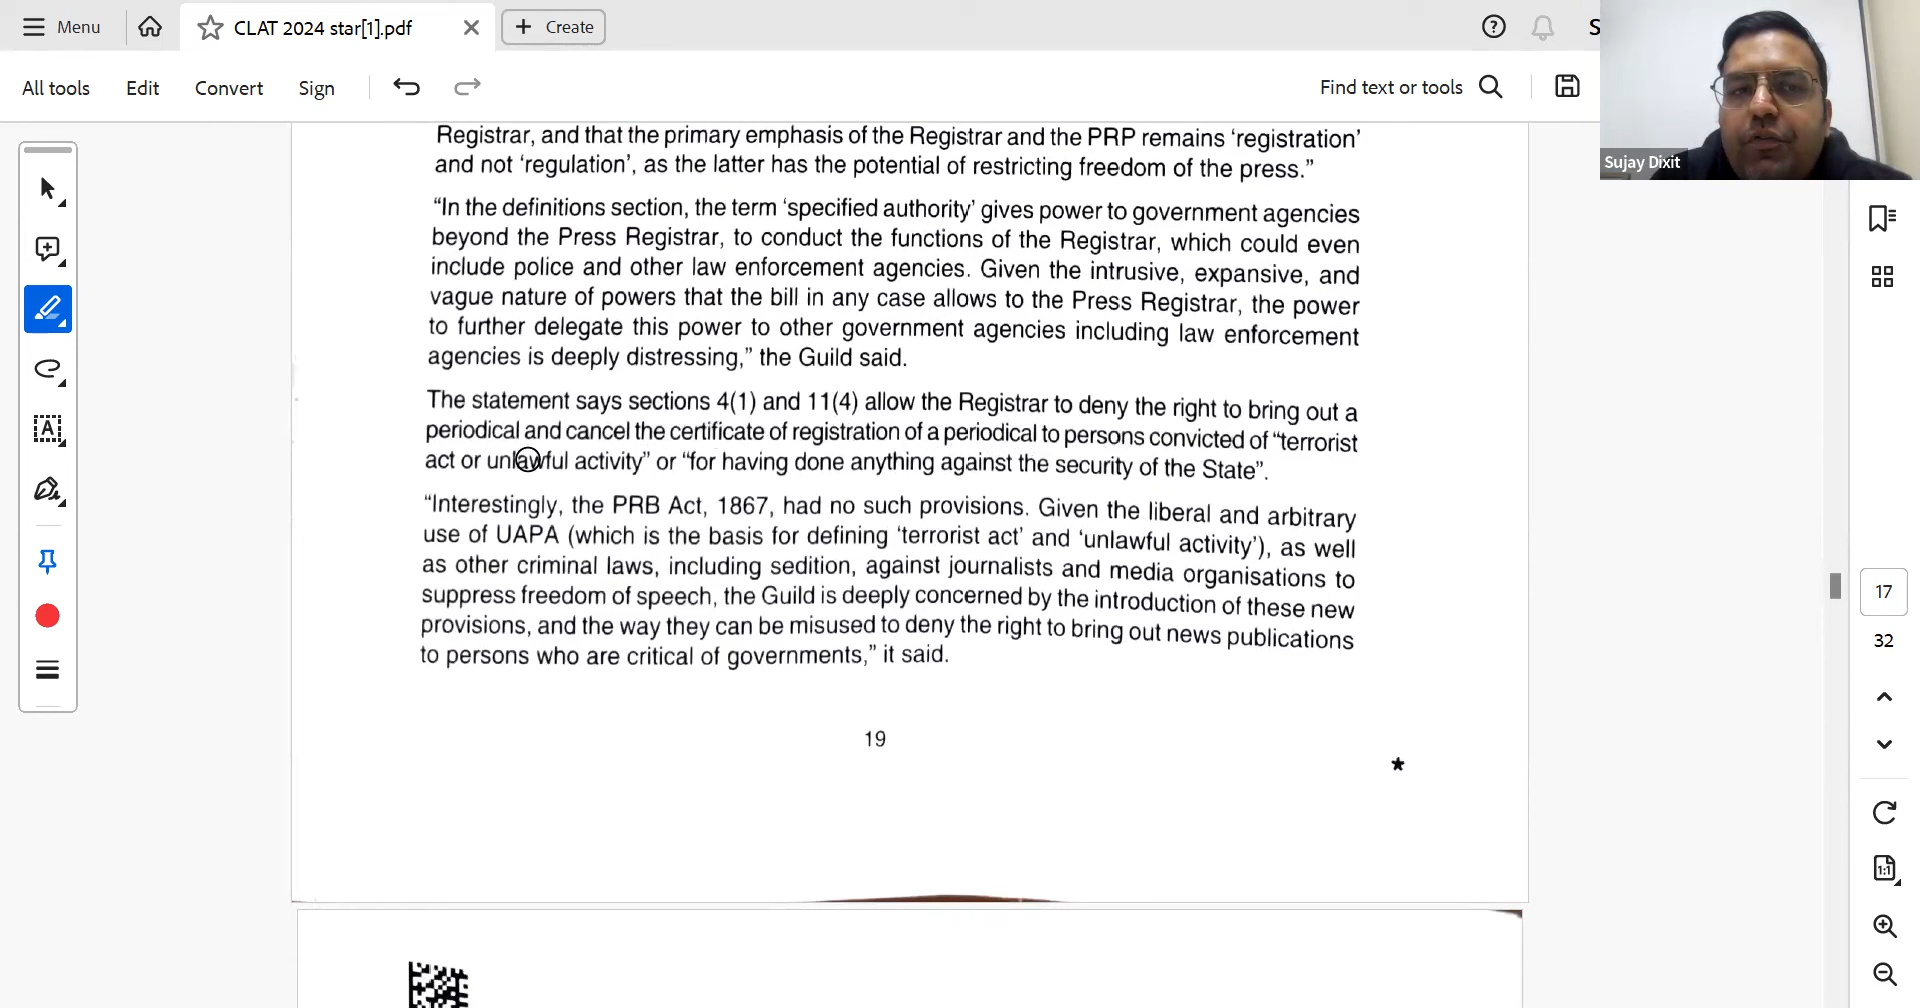 Menu
CLAT 2024 star[1].pdf
Create
S
All tools
Edit
Convert
Sign
Find text or tools
Sujay Dixit
Registrar, and that the primary emphasis of the Registrar and the PRP remains ‘registration’
and not ‘regulation’, as the latter has the potential of restricting freedom of the press.”
“In the definitions section, the term ‘specified authority’ gives power to government agencies
beyond the Press Registrar, to conduct the functions of the Registrar, which could even
include police and other law enforcement agencies. Given the intrusive, expansive, and
vague nature of powers that the bill in any case allows to the Press Registrar, the power
to further delegate this power to other government agencies including law enforcement
agencies is deeply distressing,” the Guild said.
The statement says sections 4(1) and 11(4) allow the Registrar to deny the right to bring out a
periodical and cancel the certificate of registration of a periodical to persons convicted of “terrorist
act or unlawful activity” or “for having done anything against the security of the State”.
“Interestingly, the PRB Act, 1867, had no such provisions. Given the liberal and arbitrary
use of UAPA (which is the basis for defining ‘terrorist act’ and ‘unlawful activity’), as well
as other criminal laws, including sedition, against journalists and media organisations to
suppress freedom of speech, the Guild is deeply concerned by the introduction of these new
provisions, and the way they can be misused to deny the right to bring out news publications
to persons who are critical of governments,” it said.
19
17
32
1:1